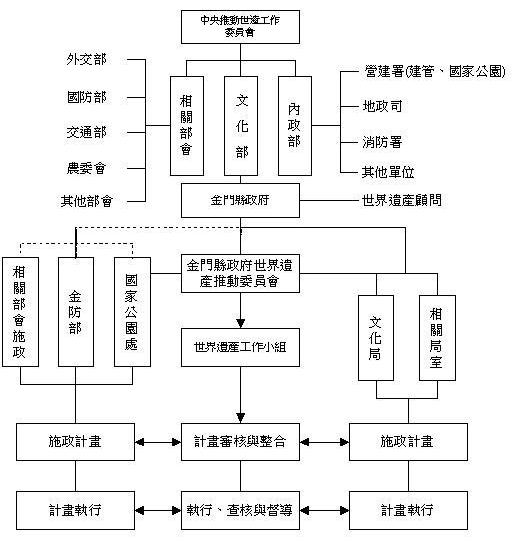 中央推動世遺工作
委員會
外交部
國防部
交通部
農委會
其他部會
相關部會
文化部
內政部
營建署(建管、國家公園)
地政司
消防署
其他單位
金門縣政府
世界遺產顧問
相關部會施政
金防部
國家公園處
金門縣政府世界遺
產推動委員會
文化局
相關局室
世界遺產工作小組
施政計畫
計畫審核與整合
施政計畫
計畫執行
執行、查核與督導
計畫執行